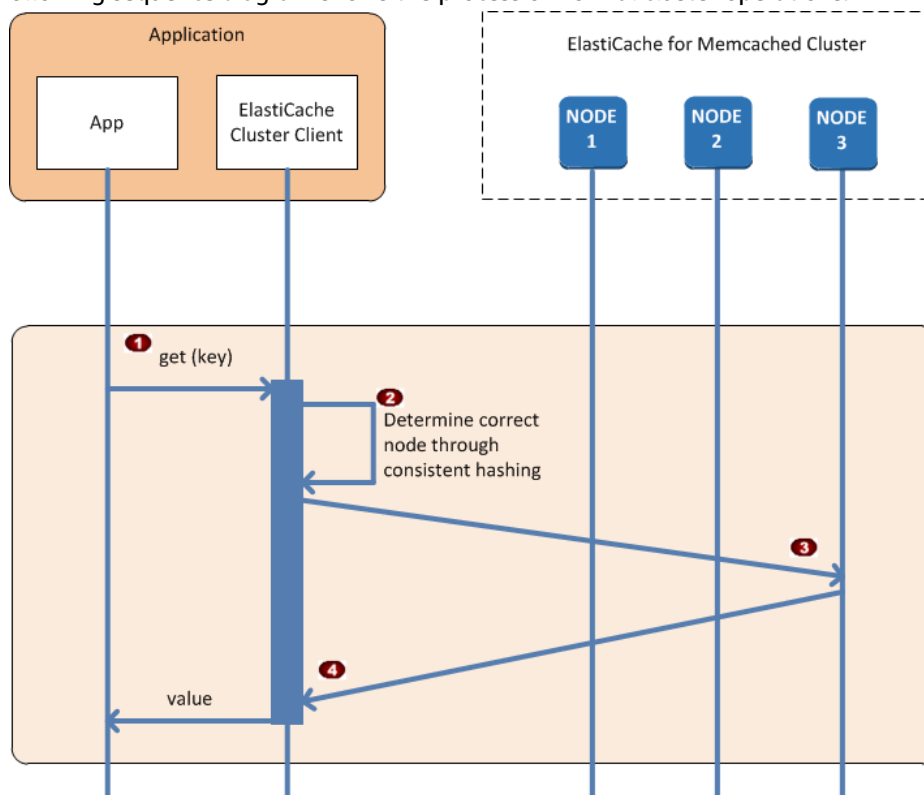 Application
ElastiCache for Memcached Cluster
App
ElastiCache
Cluster Client
NODE
1
NODE
2
NODE
3
1
get (key)
2
Determine correct
node through
consistent hashing
3
4
value